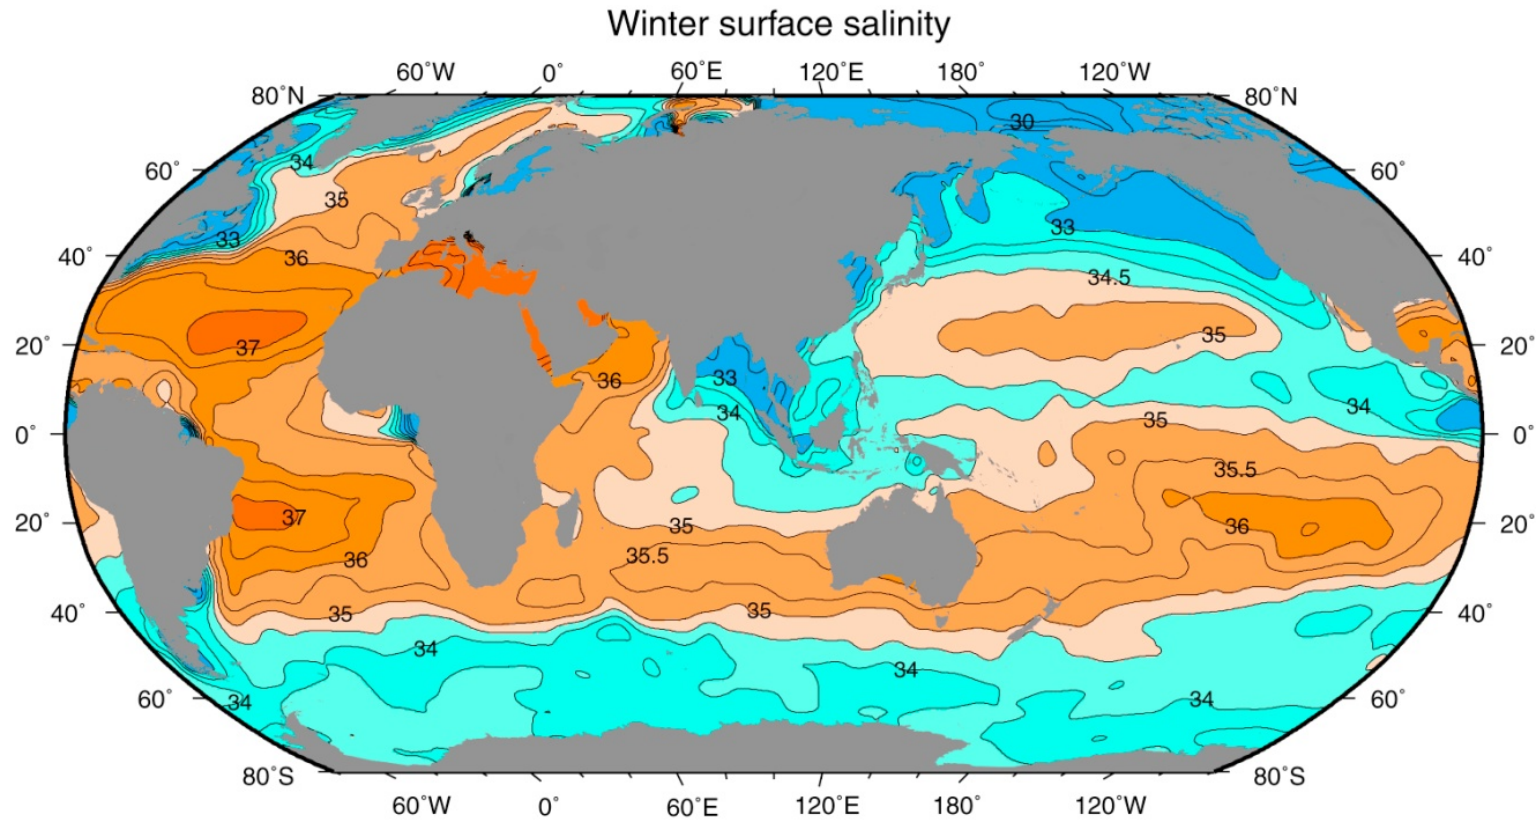 Winter surface salinity
60˚W 0˚ 60˚E 120˚E 180˚ 120˚W
80˚N 80˚N
30
34
60˚ 60˚
35
33 33
36
40˚ 40˚
34.5
35
20˚ 37 20˚
36 33
34 34
35
0˚ 0˚
35.5
37
20˚ 35 36 20˚
36 35.5
40˚ 35 35 40˚
34
34
60˚ 34 34 60˚
80˚S 80˚S
60˚W 0˚ 60˚E 120˚E 180˚ 120˚W